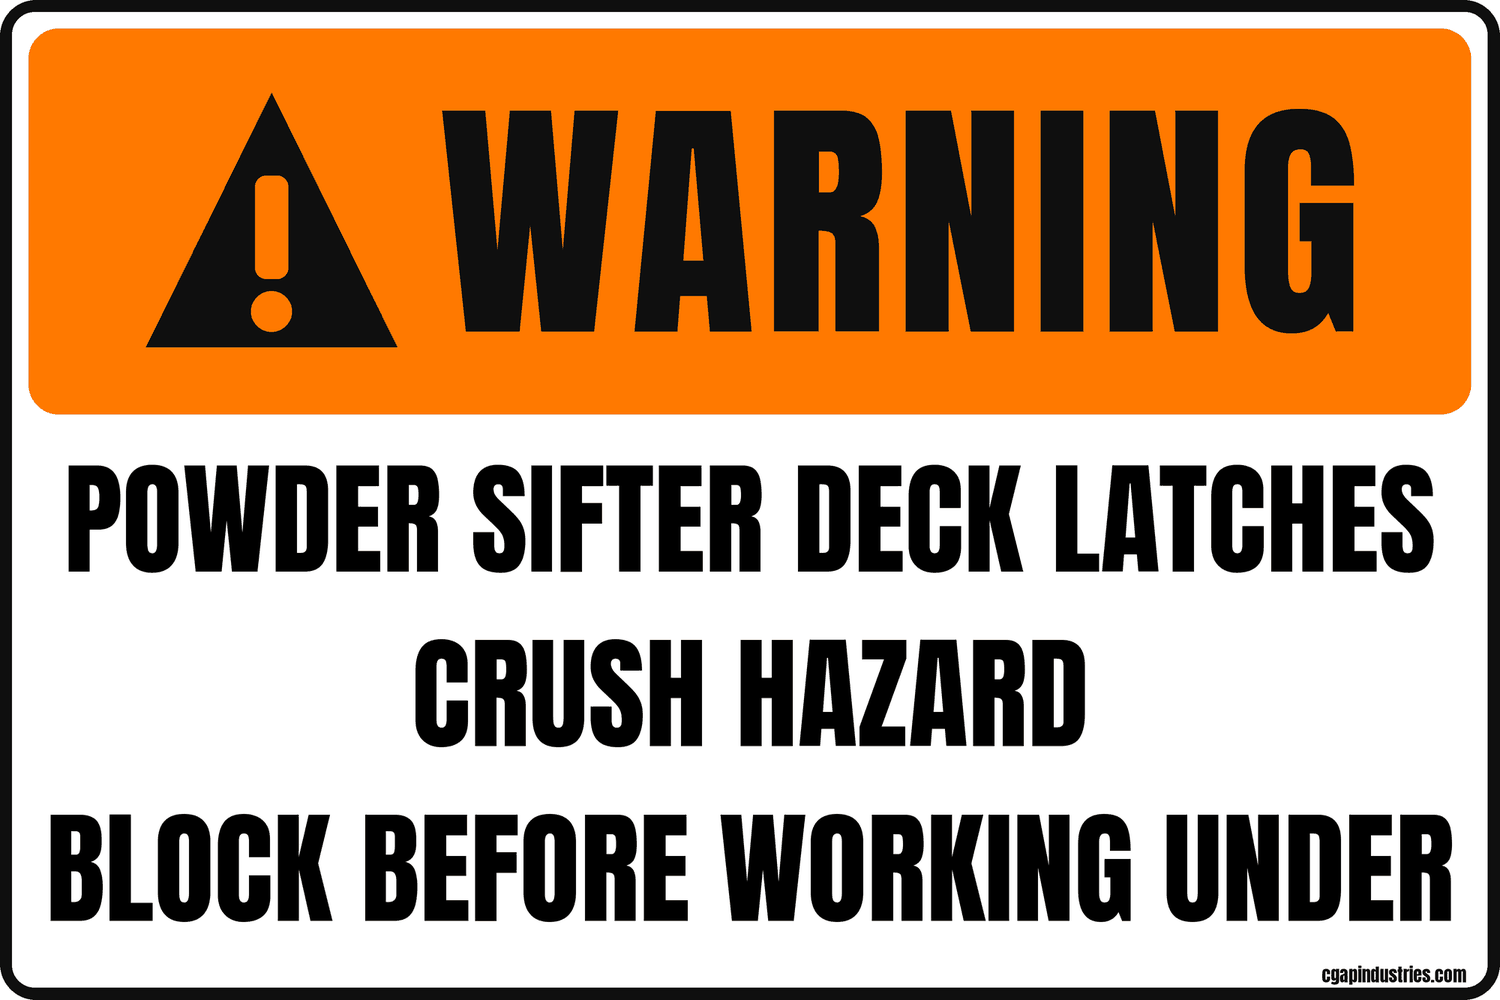 WARNING
POWDER SIFTER DECK LATCHES
CRUSH HAZARD
BLOCK BEFORE WORKING UNDER
cgapindustries.com